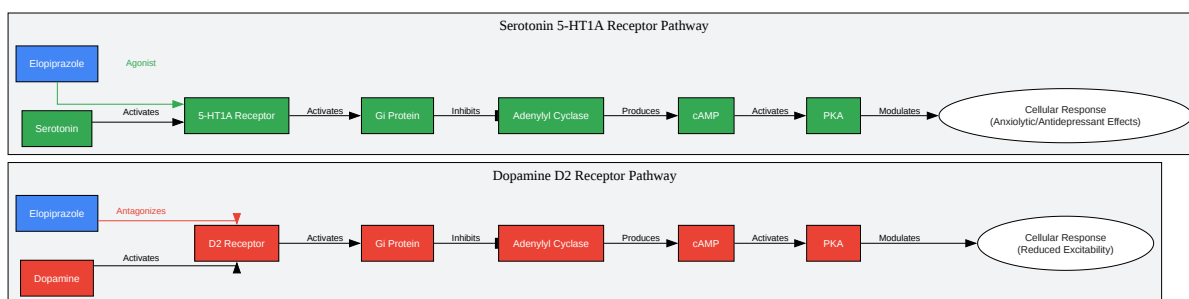 Serotonin 5-HT1A Receptor Pathway
Elopiprazole
Agonist
Serotonin
Activates
5-HT1A Receptor
Activates
Gi Protein
Inhibits
Adenylyl Cyclase
Produces
cAMP
Activates
PKA
Modulates
Cellular Response
(Anxiolytic/Antidepressant Effects)
Dopamine D2 Receptor Pathway
Elopiprazole
Antagonizes
Dopamine
Activates
D2 Receptor
Activates
Gi Protein
Inhibits
Adenylyl Cyclase
Produces
cAMP
Activates
PKA
Modulates
Cellular Response
(Reduced Excitability)